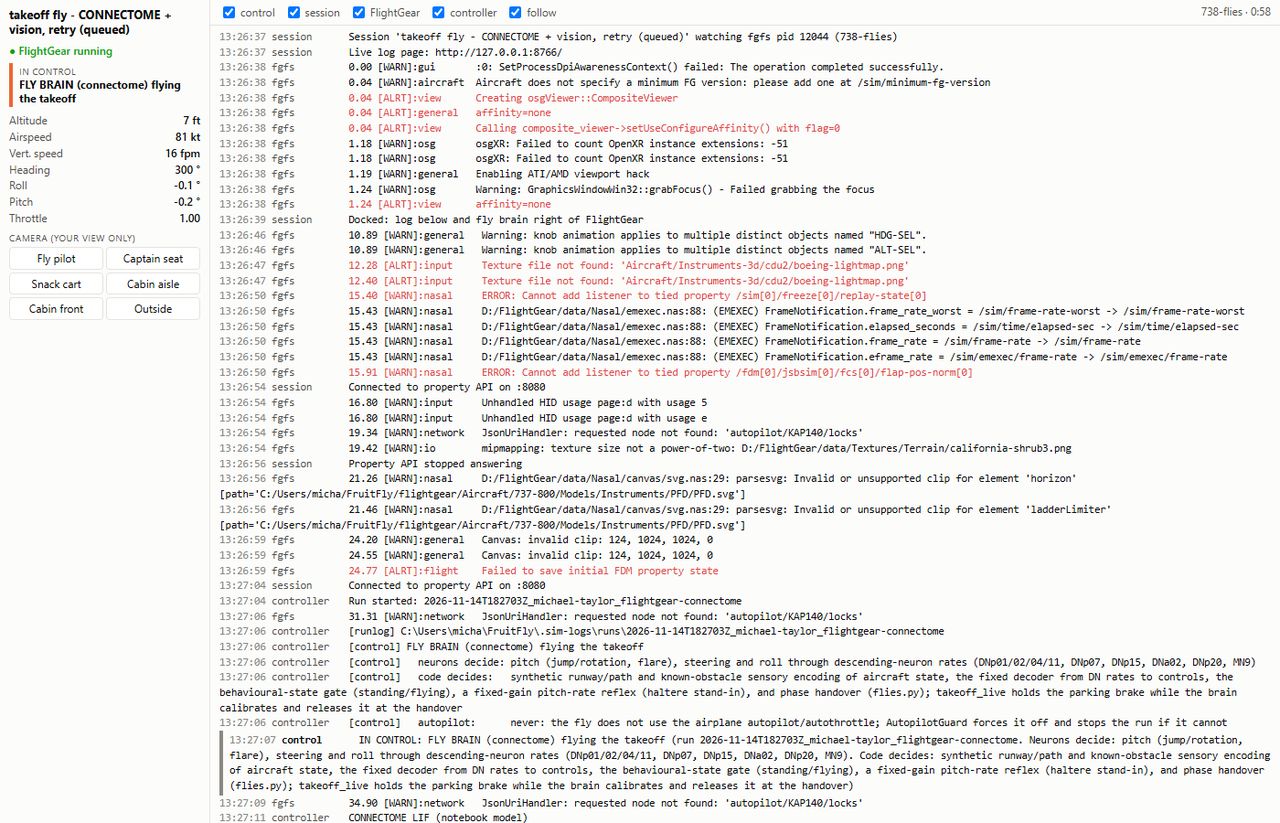 takeoff fly - CONNECTOME +
vision, retry (queued)
● FlightGear running
IN CONTROL
FLY BRAIN (connectome) flying
the takeoff
Altitude 7 ft
Airspeed 81 kt
Vert. speed 16 fpm
Heading 300 °
Roll -0.1 °
Pitch -0.2 °
Throttle 1.00
CAMERA (YOUR VIEW ONLY)
Fly pilot Captain seat
Snack cart Cabin aisle
Cabin front Outside
control session FlightGear controller follow 738-flies · 0:58
13:26:37 session Session 'takeoff fly - CONNECTOME + vision, retry (queued)' watching fgfs pid 12044 (738-flies)
13:26:37 session Live log page: http://127.0.0.1:8766/
13:26:38 fgfs 0.00 [WARN]:gui :0: SetProcessDpiAwarenessContext() failed: The operation completed successfully.
13:26:38 fgfs 0.04 [WARN]:aircraft Aircraft does not specify a minimum FG version: please add one at /sim/minimum-fg-version
13:26:38 fgfs 0.04 [ALRT]:view Creating osgViewer::CompositeViewer
13:26:38 fgfs 0.04 [ALRT]:general affinity=none
13:26:38 fgfs 0.04 [ALRT]:view Calling composite_viewer->setUseConfigureAffinity() with flag=0
13:26:38 fgfs 1.18 [WARN]:osg osgXR: Failed to count OpenXR instance extensions: -51
13:26:38 fgfs 1.18 [WARN]:osg osgXR: Failed to count OpenXR instance extensions: -51
13:26:38 fgfs 1.19 [WARN]:general Enabling ATI/AMD viewport hack
13:26:38 fgfs 1.24 [WARN]:osg Warning: GraphicsWindowWin32::grabFocus() - Failed grabbing the focus
13:26:38 fgfs 1.24 [ALRT]:view affinity=none
13:26:39 session Docked: log below and fly brain right of FlightGear
13:26:46 fgfs 10.89 [WARN]:general Warning: knob animation applies to multiple distinct objects named "HDG-SEL".
13:26:46 fgfs 10.89 [WARN]:general Warning: knob animation applies to multiple distinct objects named "ALT-SEL".
13:26:47 fgfs 12.28 [ALRT]:input Texture file not found: 'Aircraft/Instruments-3d/cdu2/boeing-lightmap.png'
13:26:47 fgfs 12.40 [ALRT]:input Texture file not found: 'Aircraft/Instruments-3d/cdu2/boeing-lightmap.png'
13:26:50 fgfs 15.40 [WARN]:nasal ERROR: Cannot add listener to tied property /sim[0]/freeze[0]/replay-state[0]
13:26:50 fgfs 15.43 [WARN]:nasal D:/FlightGear/data/Nasal/emexec.nas:88: (EMEXEC) FrameNotification.frame_rate_worst = /sim/frame-rate-worst -> /sim/frame-rate-worst
13:26:50 fgfs 15.43 [WARN]:nasal D:/FlightGear/data/Nasal/emexec.nas:88: (EMEXEC) FrameNotification.elapsed_seconds = /sim/time/elapsed-sec -> /sim/time/elapsed-sec
13:26:50 fgfs 15.43 [WARN]:nasal D:/FlightGear/data/Nasal/emexec.nas:88: (EMEXEC) FrameNotification.frame_rate = /sim/frame-rate -> /sim/frame-rate
13:26:50 fgfs 15.43 [WARN]:nasal D:/FlightGear/data/Nasal/emexec.nas:88: (EMEXEC) FrameNotification.eframe_rate = /sim/emexec/frame-rate -> /sim/emexec/frame-rate
13:26:50 fgfs 15.91 [WARN]:nasal ERROR: Cannot add listener to tied property /fdm[0]/jsbsim[0]/fcs[0]/flap-pos-norm[0]
13:26:54 session Connected to property API on :8080
13:26:54 fgfs 16.80 [WARN]:input Unhandled HID usage page:d with usage 5
13:26:54 fgfs 16.80 [WARN]:input Unhandled HID usage page:d with usage e
13:26:54 fgfs 19.34 [WARN]:network JsonUriHandler: requested node not found: 'autopilot/KAP140/locks'
13:26:54 fgfs 19.42 [WARN]:io mipmapping: texture size not a power-of-two: D:/FlightGear/data/Textures/Terrain/california-shrub3.png
13:26:56 session Property API stopped answering
13:26:56 fgfs 21.26 [WARN]:nasal D:/FlightGear/data/Nasal/canvas/svg.nas:29: parsesvg: Invalid or unsupported clip for element 'horizon'
[path='C:/Users/micha/FruitFly/flightgear/Aircraft/737-800/Models/Instruments/PFD/PFD.svg']
13:26:56 fgfs 21.46 [WARN]:nasal D:/FlightGear/data/Nasal/canvas/svg.nas:29: parsesvg: Invalid or unsupported clip for element 'ladderLimiter'
[path='C:/Users/micha/FruitFly/flightgear/Aircraft/737-800/Models/Instruments/PFD/PFD.svg']
13:26:59 fgfs 24.20 [WARN]:general Canvas: invalid clip: 124, 1024, 1024, 0
13:26:59 fgfs 24.55 [WARN]:general Canvas: invalid clip: 124, 1024, 1024, 0
13:26:59 fgfs 24.77 [ALRT]:flight Failed to save initial FDM property state
13:27:04 session Connected to property API on :8080
13:27:04 controller Run started: 2026-11-14T182703Z_michael-taylor_flightgear-connectome
13:27:06 fgfs 31.31 [WARN]:network JsonUriHandler: requested node not found: 'autopilot/KAP140/locks'
13:27:06 controller [runlog] C:\Users\micha\FruitFly\.sim-logs\runs\2026-11-14T182703Z_michael-taylor_flightgear-connectome
13:27:06 controller [control] FLY BRAIN (connectome) flying the takeoff
13:27:06 controller [control] neurons decide: pitch (jump/rotation, flare), steering and roll through descending-neuron rates (DNp01/02/04/11, DNp07, DNp15, DNa02, DNp20, MN9)
13:27:06 controller [control] code decides: synthetic runway/path and known-obstacle sensory encoding of aircraft state, the fixed decoder from DN rates to controls, the
behavioural-state gate (standing/flying), a fixed-gain pitch-rate reflex (haltere stand-in), and phase handover (flies.py); takeoff_live holds the parking brake while the brain
calibrates and releases it at the handover
13:27:06 controller [control] autopilot: never: the fly does not use the airplane autopilot/autothrottle; AutopilotGuard forces it off and stops the run if it cannot
13:27:07 control IN CONTROL: FLY BRAIN (connectome) flying the takeoff (run 2026-11-14T182703Z_michael-taylor_flightgear-connectome. Neurons decide: pitch (jump/rotation,
flare), steering and roll through descending-neuron rates (DNp01/02/04/11, DNp07, DNp15, DNa02, DNp20, MN9). Code decides: synthetic runway/path and known-obstacle sensory encoding
of aircraft state, the fixed decoder from DN rates to controls, the behavioural-state gate (standing/flying), a fixed-gain pitch-rate reflex (haltere stand-in), and phase handover
(flies.py); takeoff_live holds the parking brake while the brain calibrates and releases it at the handover)
13:27:09 fgfs 34.90 [WARN]:network JsonUriHandler: requested node not found: 'autopilot/KAP140/locks'
13:27:11 controller CONNECTOME LIF (notebook model)